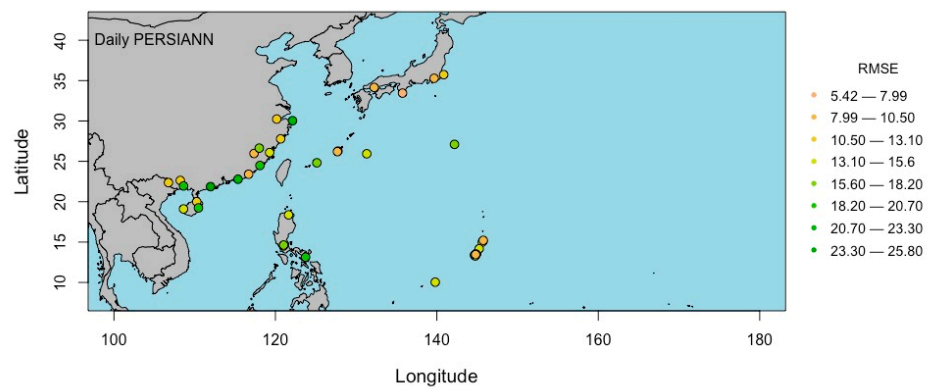 Daily PERSIANN
40
35
30
25
20
15
10
Latitude
100
120
140
160
180
Longitude
RMSE
5.42 — 7.99
7.99 — 10.50
10.50 — 13.10
13.10 — 15.6
15.60 — 18.20
18.20 — 20.70
20.70 — 23.30
23.30 — 25.80